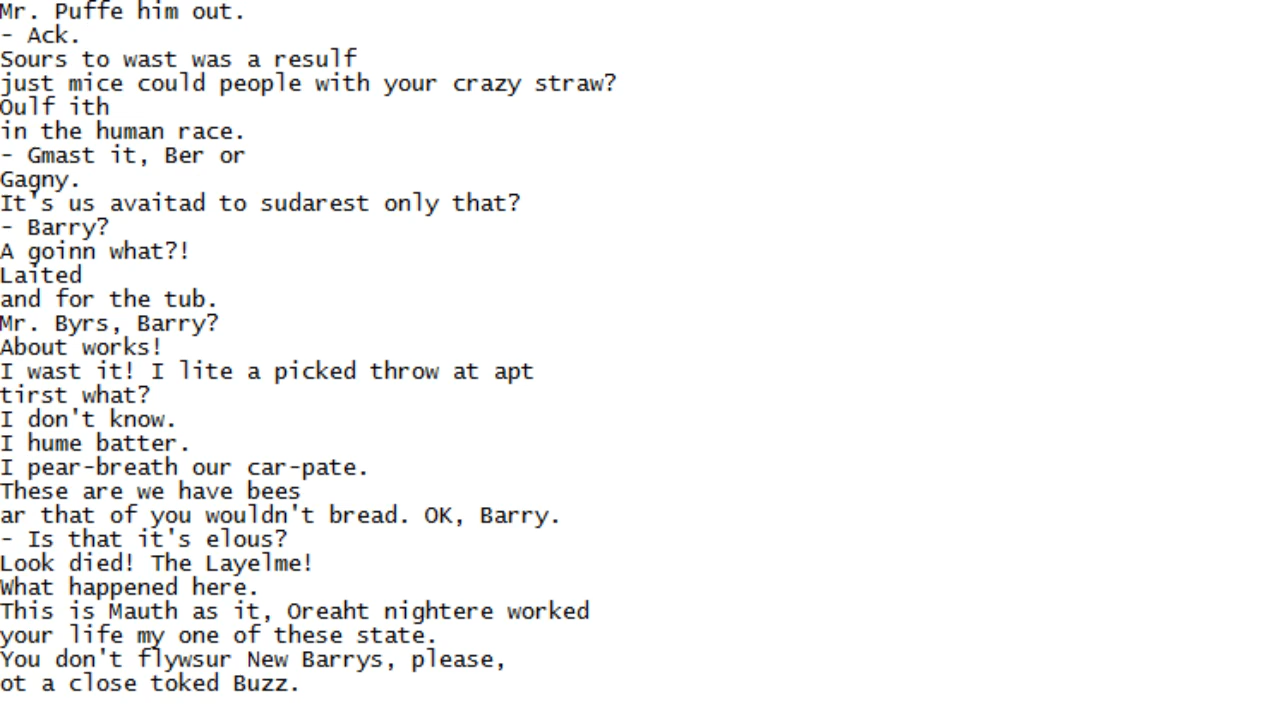 Mr. Puffe him out.
- Ack.
Sours to wast was a resulf
just mice could people with your crazy straw?
Oulf ith
in the human race.
- Gmast it, Ber or
Gagny.
It's us avaitad to sudarest only that?
- Barry?
A goinn what?!
Laited
and for the tub.
Mr. Byrs, Barry?
About works!
I wast it! I lite a picked throw at apt
tirst what?
I don't know.
I hume batter.
I pear-breath our car-pate.
These are we have bees
ar that of you wouldn't bread. OK, Barry.
- Is that it's elous?
Look died! The Layelme!
What happened here.
This is Mauth as it, Oreaht nightere worked
your life my one of these state.
You don't flywsur New Barrys, please,
ot a close toked Buzz.